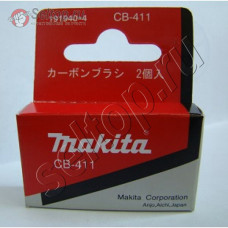 191940-4 CB-411
カーボンブラシ 2個入
makita
CB-411
Makita Corporation
Anjo, Aichi, Japan